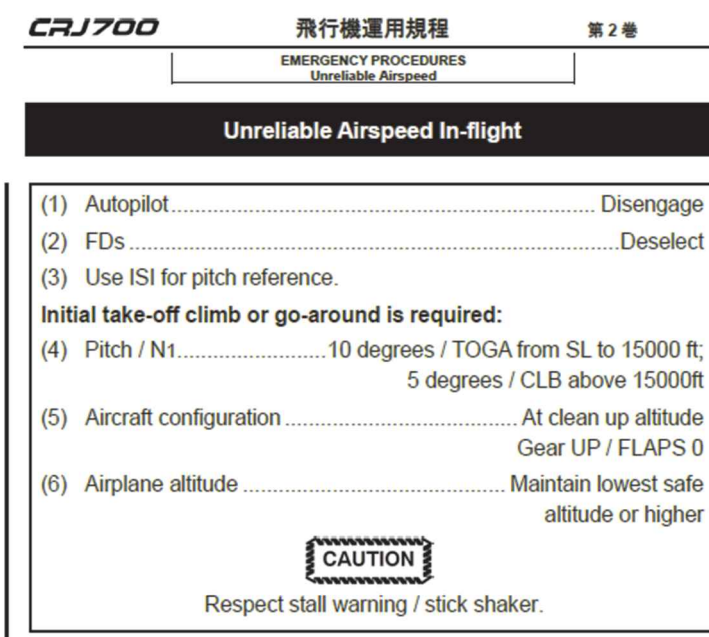 CRJ700 飛行機運用規程 第2巻
EMERGENCY PROCEDURES
Unreliable Airspeed
Unreliable Airspeed In-flight
(1) Autopilot........................................................................ Disengage
(2) FDs ...................................................................................Deselect
(3) Use ISI for pitch reference.
Initial take-off climb or go-around is required:
(4) Pitch / N1.........................10 degrees / TOGA from SL to 15000 ft;
5 degrees / CLB above 15000ft
(5) Aircraft configuration ....................................... At clean up altitude
Gear UP / FLAPS 0
(6) Airplane altitude ............................................ Maintain lowest safe
altitude or higher
CAUTION
Respect stall warning / stick shaker.